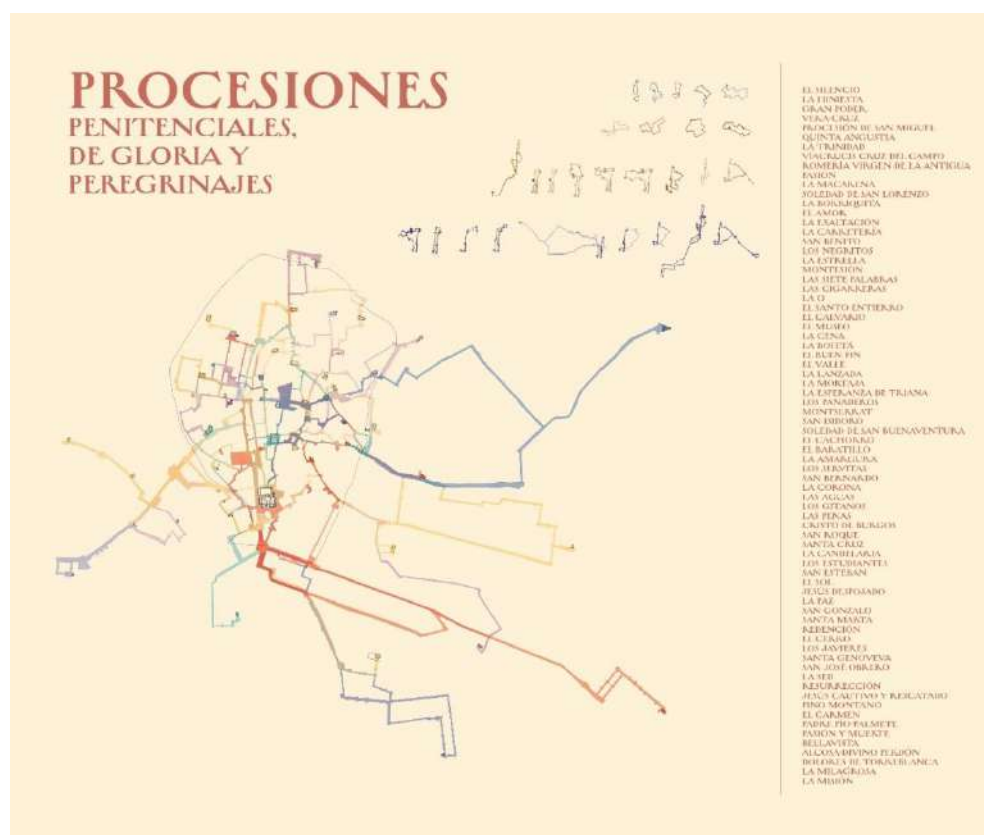 PROCESIONES
PENITENCIALES,
DE GLORIA Y
PEREGRINAJES
EL SILENCIO
LA HINIESTA
GRAN PODER
VERA-CRUZ
PROCESIÓN DE SAN MIGUEL
QUINTA ANGUSTIA
LA TRINIDAD
VIACRUCIS CRUZ DEL CAMPO
ROMERÍA VIRGEN DE LA ANTIGUA
PASIÓN
LA MACARENA
SOLEDAD DE SAN LORENZO
LA BORRIQUITA
EL AMOR
LA EXALTACIÓN
LA CARRETERÍA
SAN BENITO
LOS NEGRITOS
LA ESTRELLA
MONTESIÓN
LAS SIETE PALABRAS
LAS CIGARRERAS
LA O
EL SANTO ENTIERRO
EL CALVARIO
EL MUSEO
LA CENA
LA BOFETÁ
EL BUEN FIN
EL VALLE
LA LANZADA
LA MORTAJA
LA ESPERANZA DE TRIANA
LOS PANADEROS
MONTSERRAT
SAN ISIDORO
SOLEDAD DE SAN BUENAVENTURA
EL CACHORRO
EL BARATILLO
LA AMARGURA
LOS SERVITAS
SAN BERNARDO
LA CORONA
LAS AGUAS
LOS GITANOS
LAS PENAS
CRISTO DE BURGOS
SAN ROQUE
SANTA CRUZ
LA CANDELARIA
LOS ESTUDIANTES
SAN ESTEBAN
EL SOL
JESÚS DESPOJADO
LA PAZ
SAN GONZALO
SANTA MARTA
REDENCIÓN
EL CERRO
LOS JAVIERES
SANTA GENOVEVA
SAN JOSÉ OBRERO
LA SED
RESURRECCIÓN
JESÚS CAUTIVO Y RESCATADO
PINO MONTANO
EL CARMEN
PADRE PÍO-PALMETE
PASIÓN Y MUERTE
BELLAVISTA
ALCOSA-DIVINO PERDÓN
DOLORES DE TORREBLANCA
LA MILAGROSA
LA MISIÓN